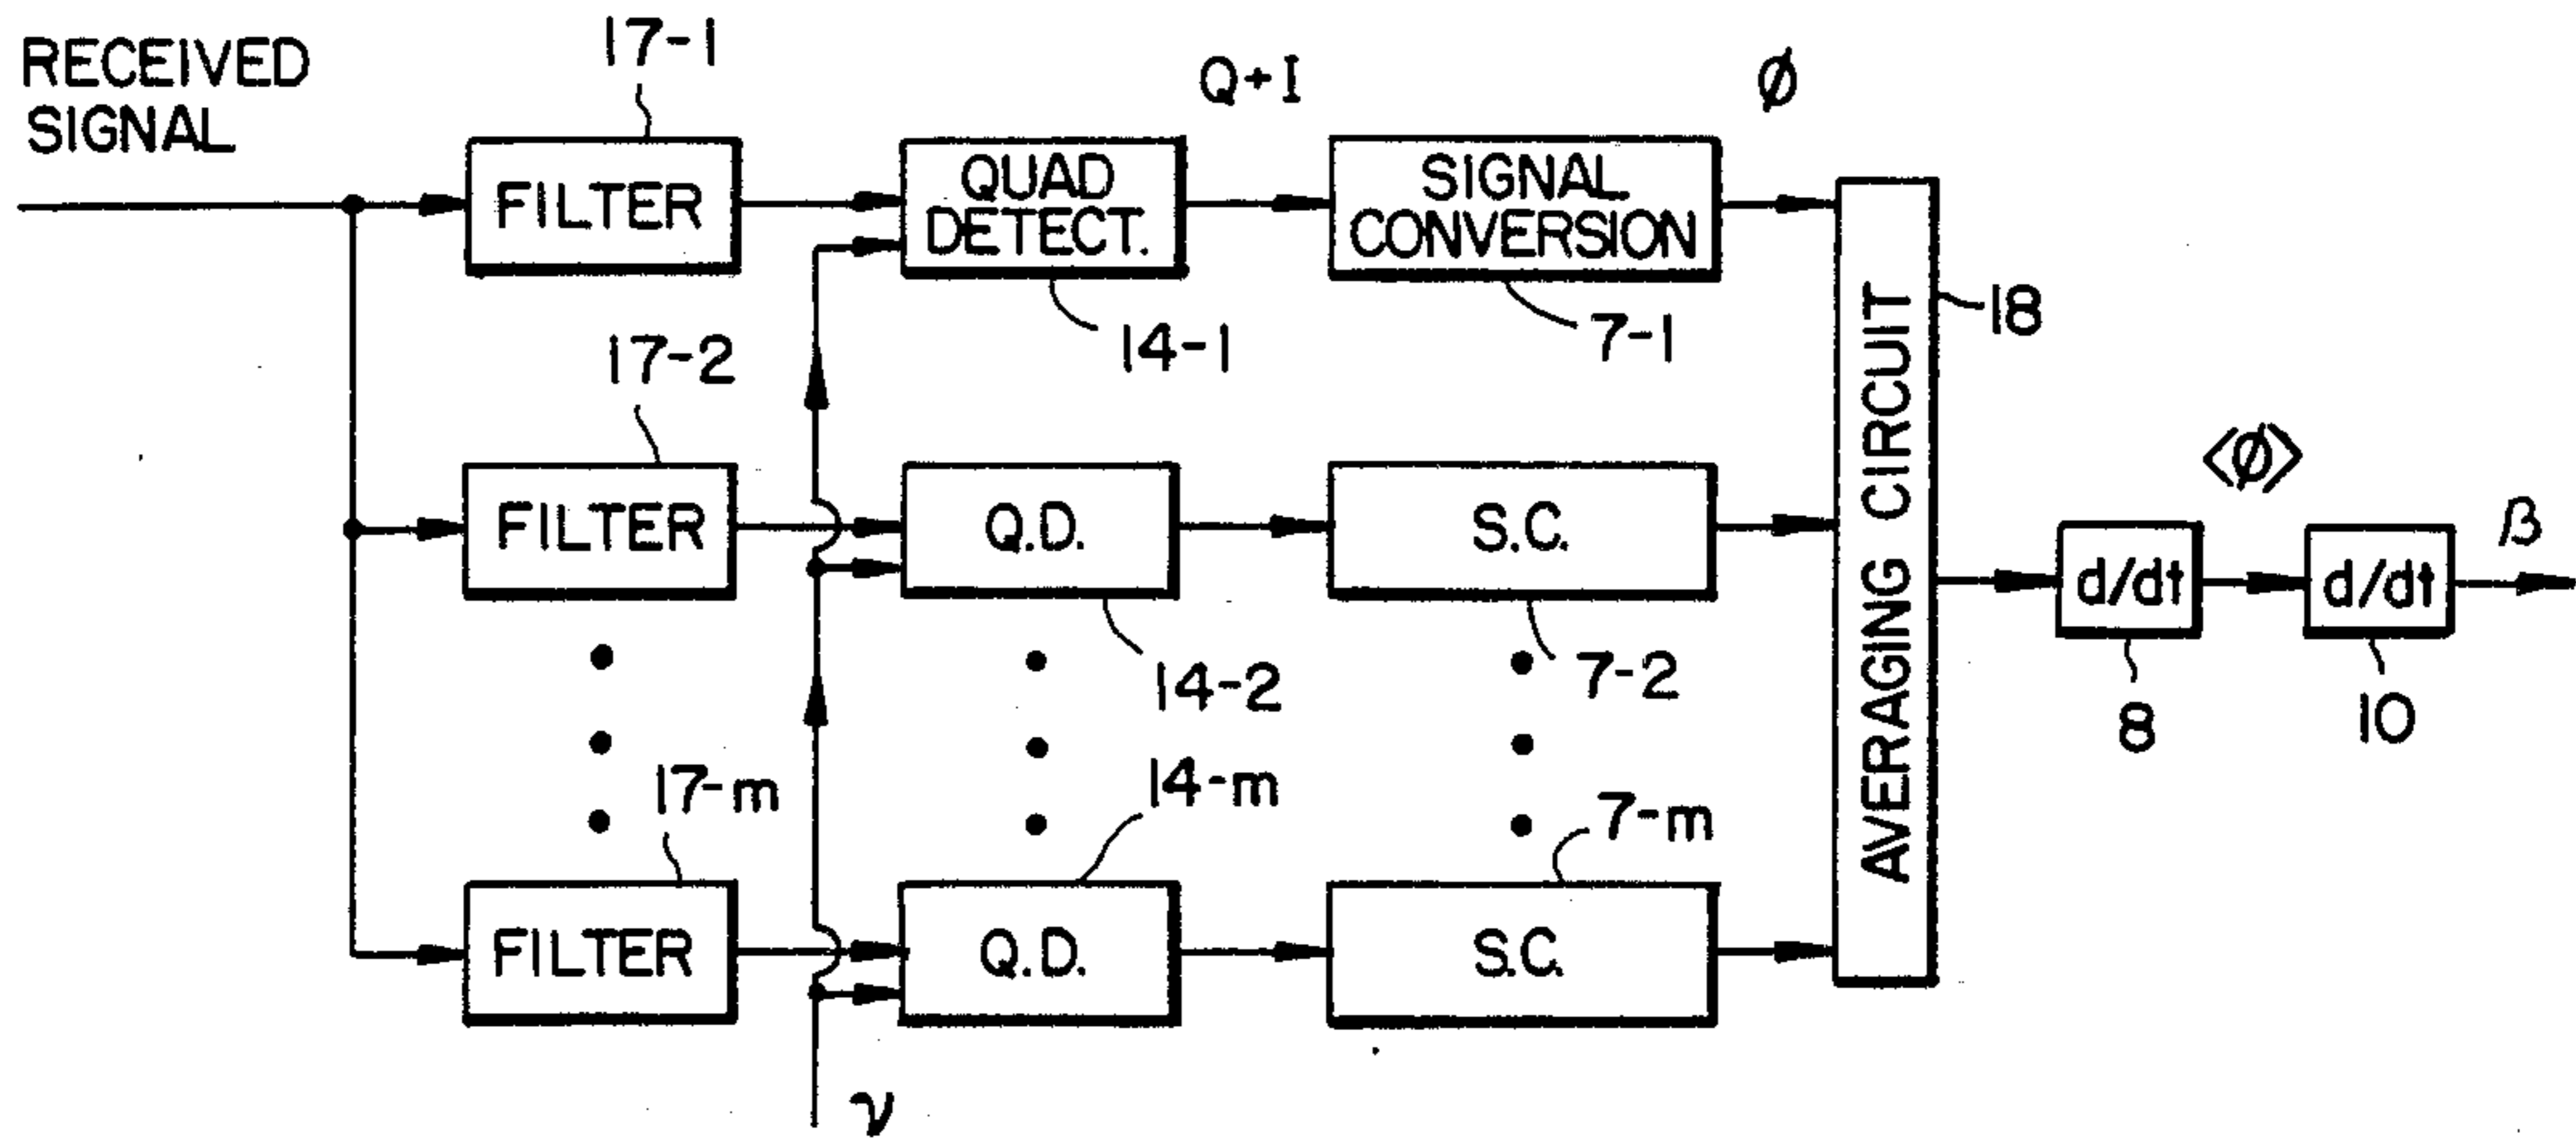 RECEIVED
SIGNAL
17-1
Q+I
ϕ
FILTER
QUAD
DETECT.
SIGNAL
CONVERSION
14-1
7-1
18
17-2
FILTER
Q.D.
S.C.
14-2
7-2
AVERAGING CIRCUIT
⟨ϕ⟩
β
d/dt
d/dt
8
10
17-m
14-m
7-m
FILTER
Q.D.
S.C.
ν